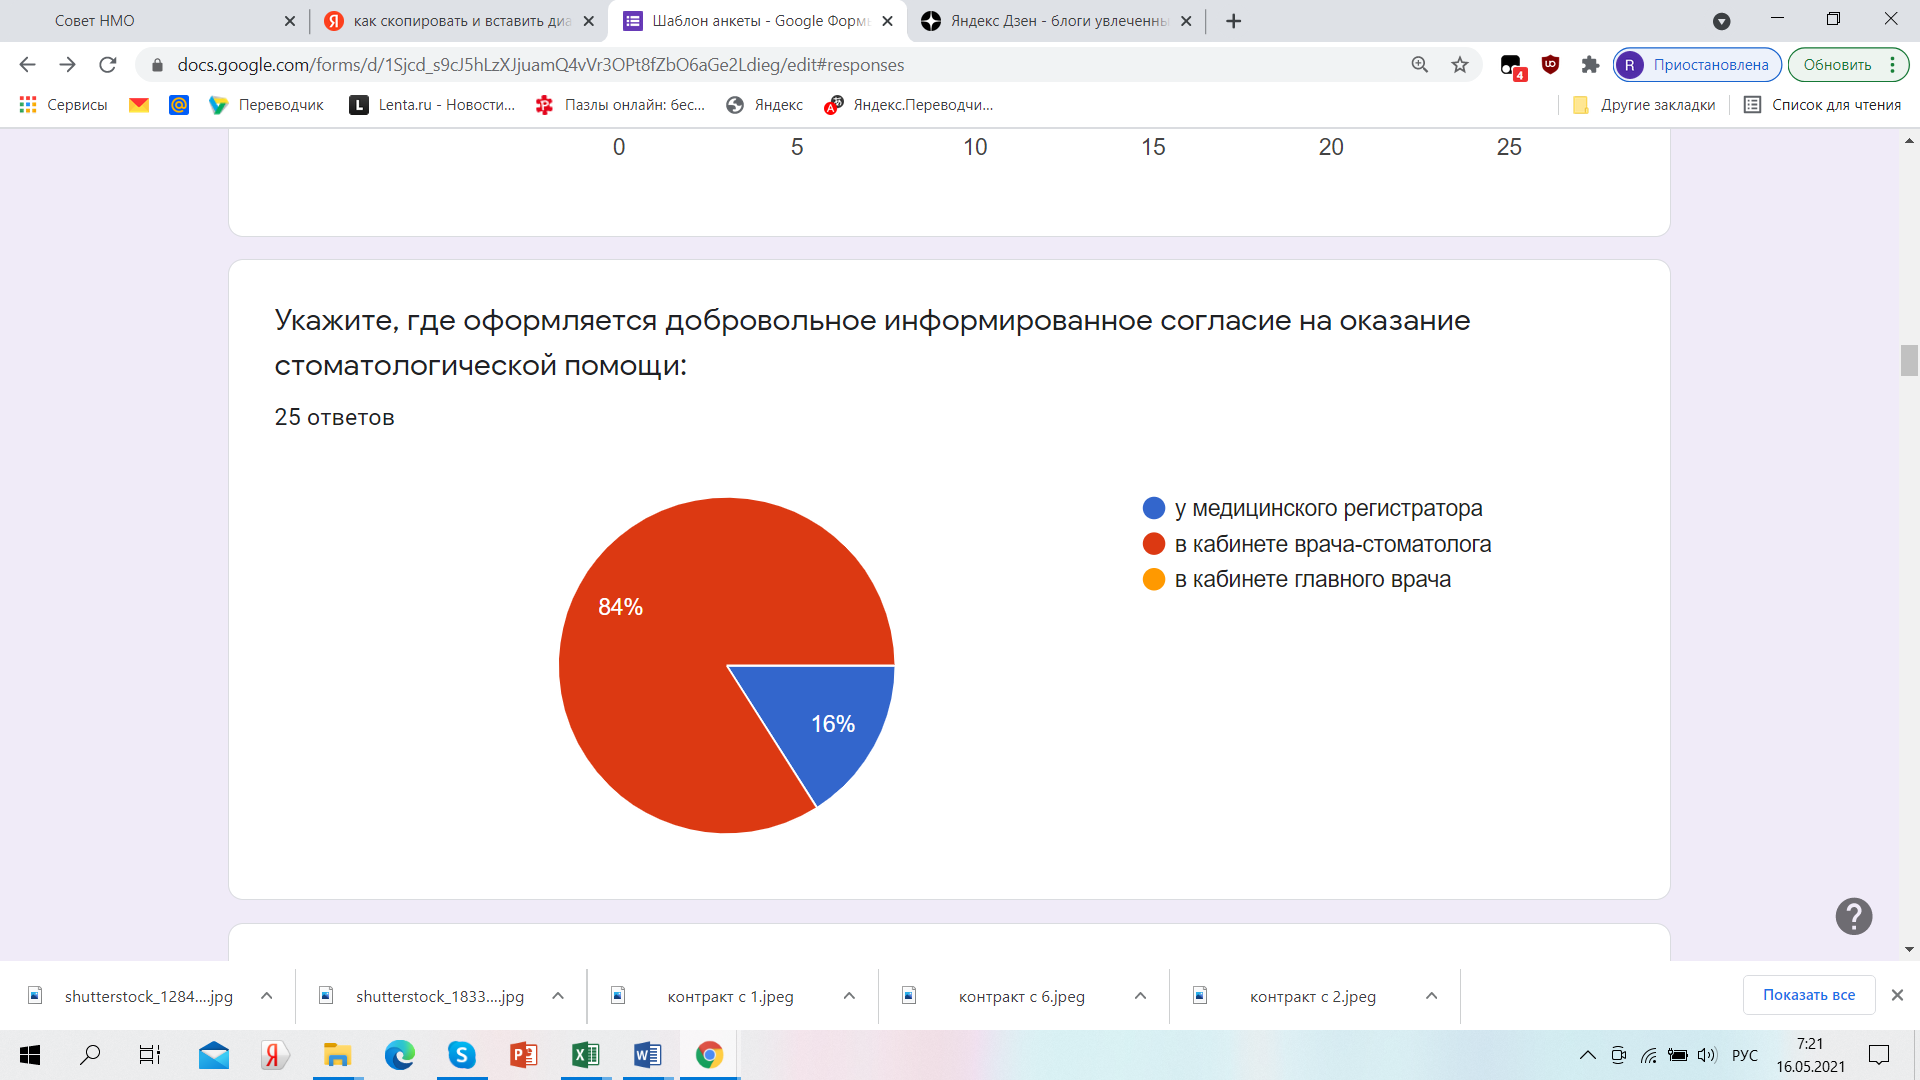 Совет НМО
как скопировать и вставить диа
Шаблон анкеты - Google Форм
Яндекс Дзен - блоги увлеченны
docs.google.com/forms/d/1Sjcd_s9cJ5hLzXJjuamQ4vVr3OPt8fZbO6aGe2Ldieg/edit#responses
4
R Приостановлена
Обновить
Сервисы
Переводчик
L Lenta.ru - Новости...
Пазлы онлайн: бес...
Яндекс
Яндекс.Переводчи...
Другие закладки
Список для чтения
0 5 10 15 20 25
Укажите, где оформляется добровольное информированное согласие на оказание
стоматологической помощи:
25 ответов
у медицинского регистратора
в кабинете врача-стоматолога
в кабинете главного врача
84%
16%
shutterstock_1284....jpg
shutterstock_1833....jpg
контракт с 1.jpeg
контракт с 6.jpeg
контракт с 2.jpeg
Показать все
РУС
7:21
16.05.2021